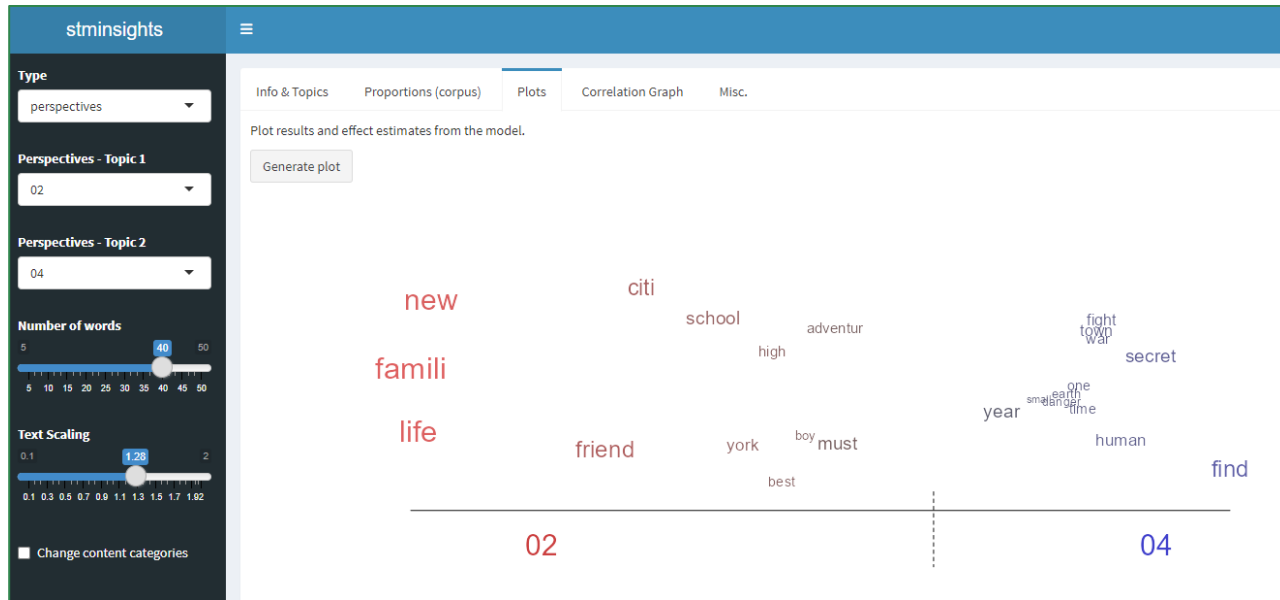 stminsights
Type
perspectives
Perspectives - Topic 1
02
Perspectives - Topic 2
04
Number of words
5 40 50
5 10 15 20 25 30 35 40 45 50
Text Scaling
0.1 1.28 2
0.1 0.3 0.5 0.7 0.9 1.1 1.3 1.5 1.7 1.92
Change content categories
Info & Topics Proportions (corpus) Plots Correlation Graph Misc.
Plot results and effect estimates from the model.
Generate plot
citi
new
school
adventur
fight
town
war
high
secret
famili
one
earth
small
danger
time
year
life
boy
must
human
friend
york
find
best
02 04